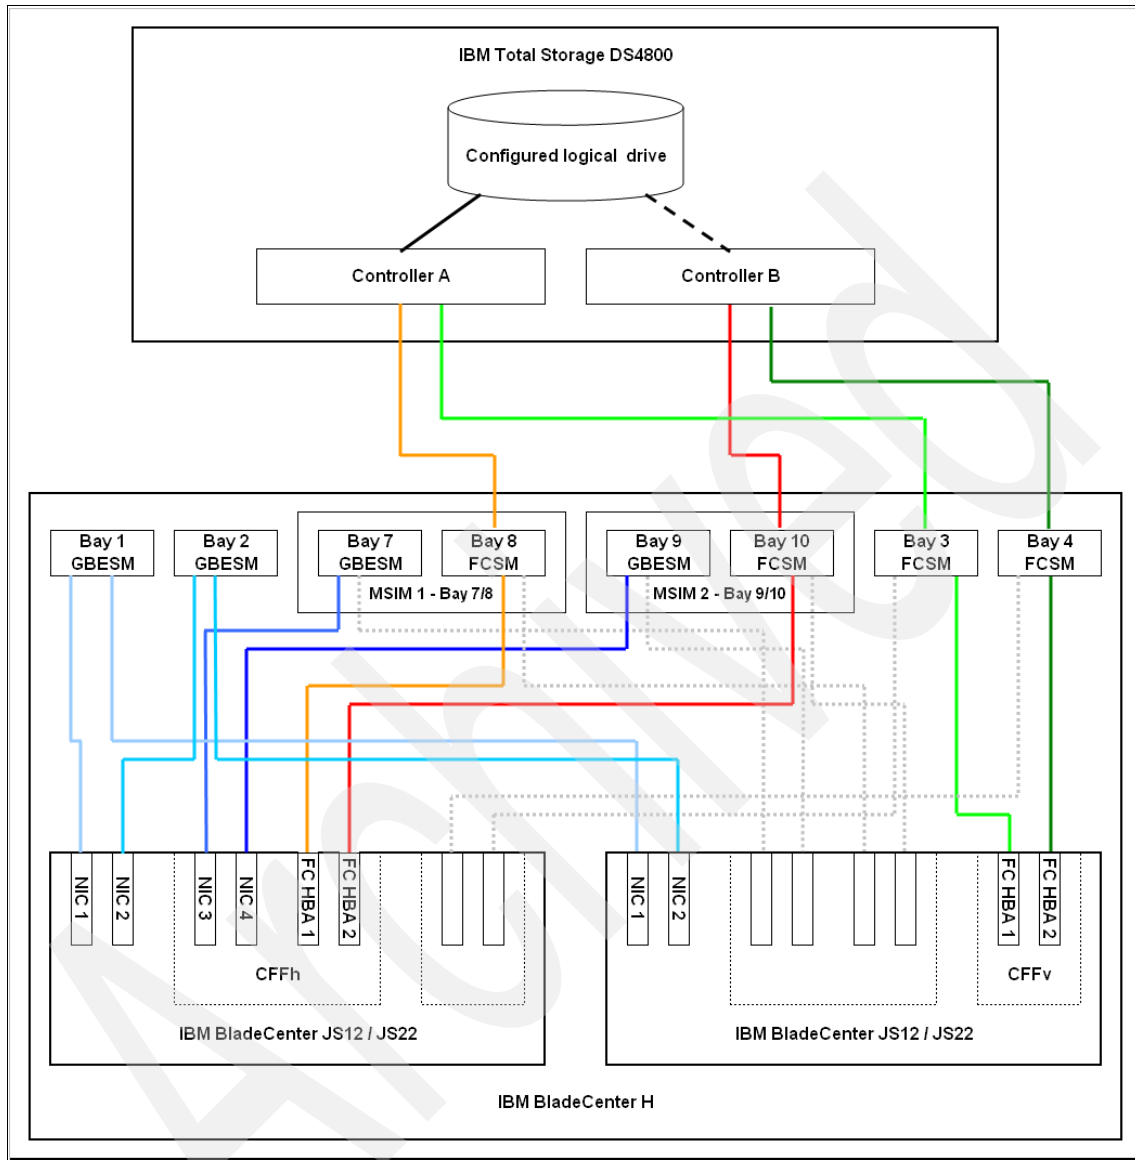 IBM Total Storage DS4800
Configured logical drive
Controller A
Controller B
Bay 1
GBESM
Bay 2
GBESM
Bay 7
GBESM
Bay 8
FCSM
MSIM 1 - Bay 7/8
Bay 9
GBESM
Bay 10
FCSM
MSIM 2 - Bay 9/10
Bay 3
FCSM
Bay 4
FCSM
NIC 1
NIC 2
NIC 3
NIC 4
FC HBA 1
FC HBA 2
CFFh
IBM BladeCenter JS12 / JS22
NIC 1
NIC 2
FC HBA 1
FC HBA 2
CFFv
IBM BladeCenter JS12 / JS22
IBM BladeCenter H
Archived